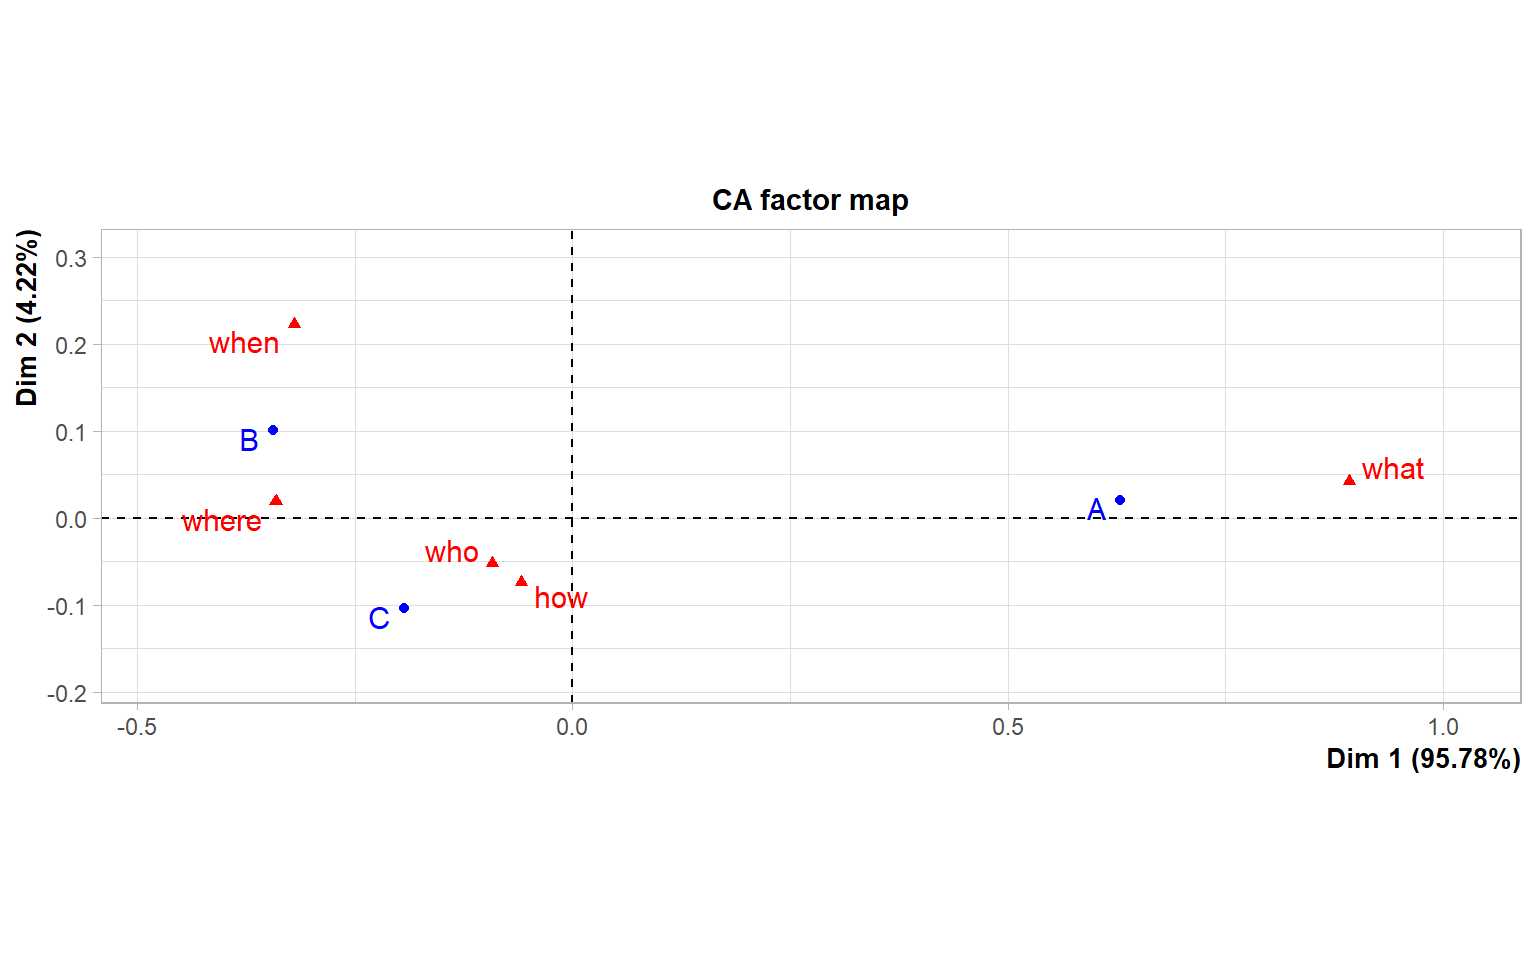 CA factor map
Dim 2 (4.22%)
0.3
0.2
0.1
0.0
-0.1
-0.2
when
B
where
who
how
C
A
what
-0.5 0.0 0.5 1.0
Dim 1 (95.78%)